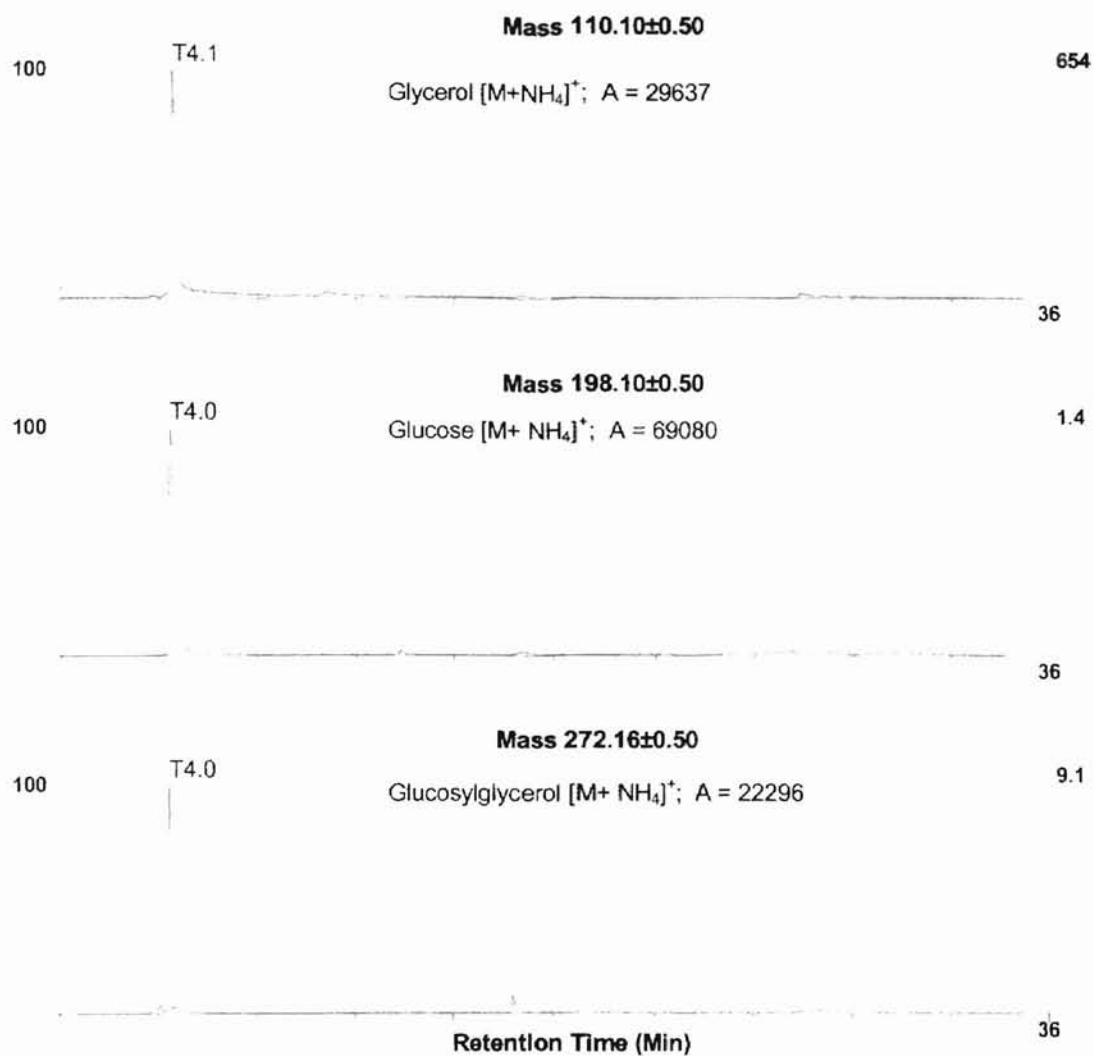 Mass 110.10±0.50
T4.1
100
654
Glycerol [M+NH₄]⁺; A = 29637
36
Mass 198.10±0.50
T4.0
100
1.4
Glucose [M+ NH₄]⁺; A = 69080
36
Mass 272.16±0.50
T4.0
100
9.1
Glucosylglycerol [M+ NH₄]⁺; A = 22296
36
Retention Time (Min)